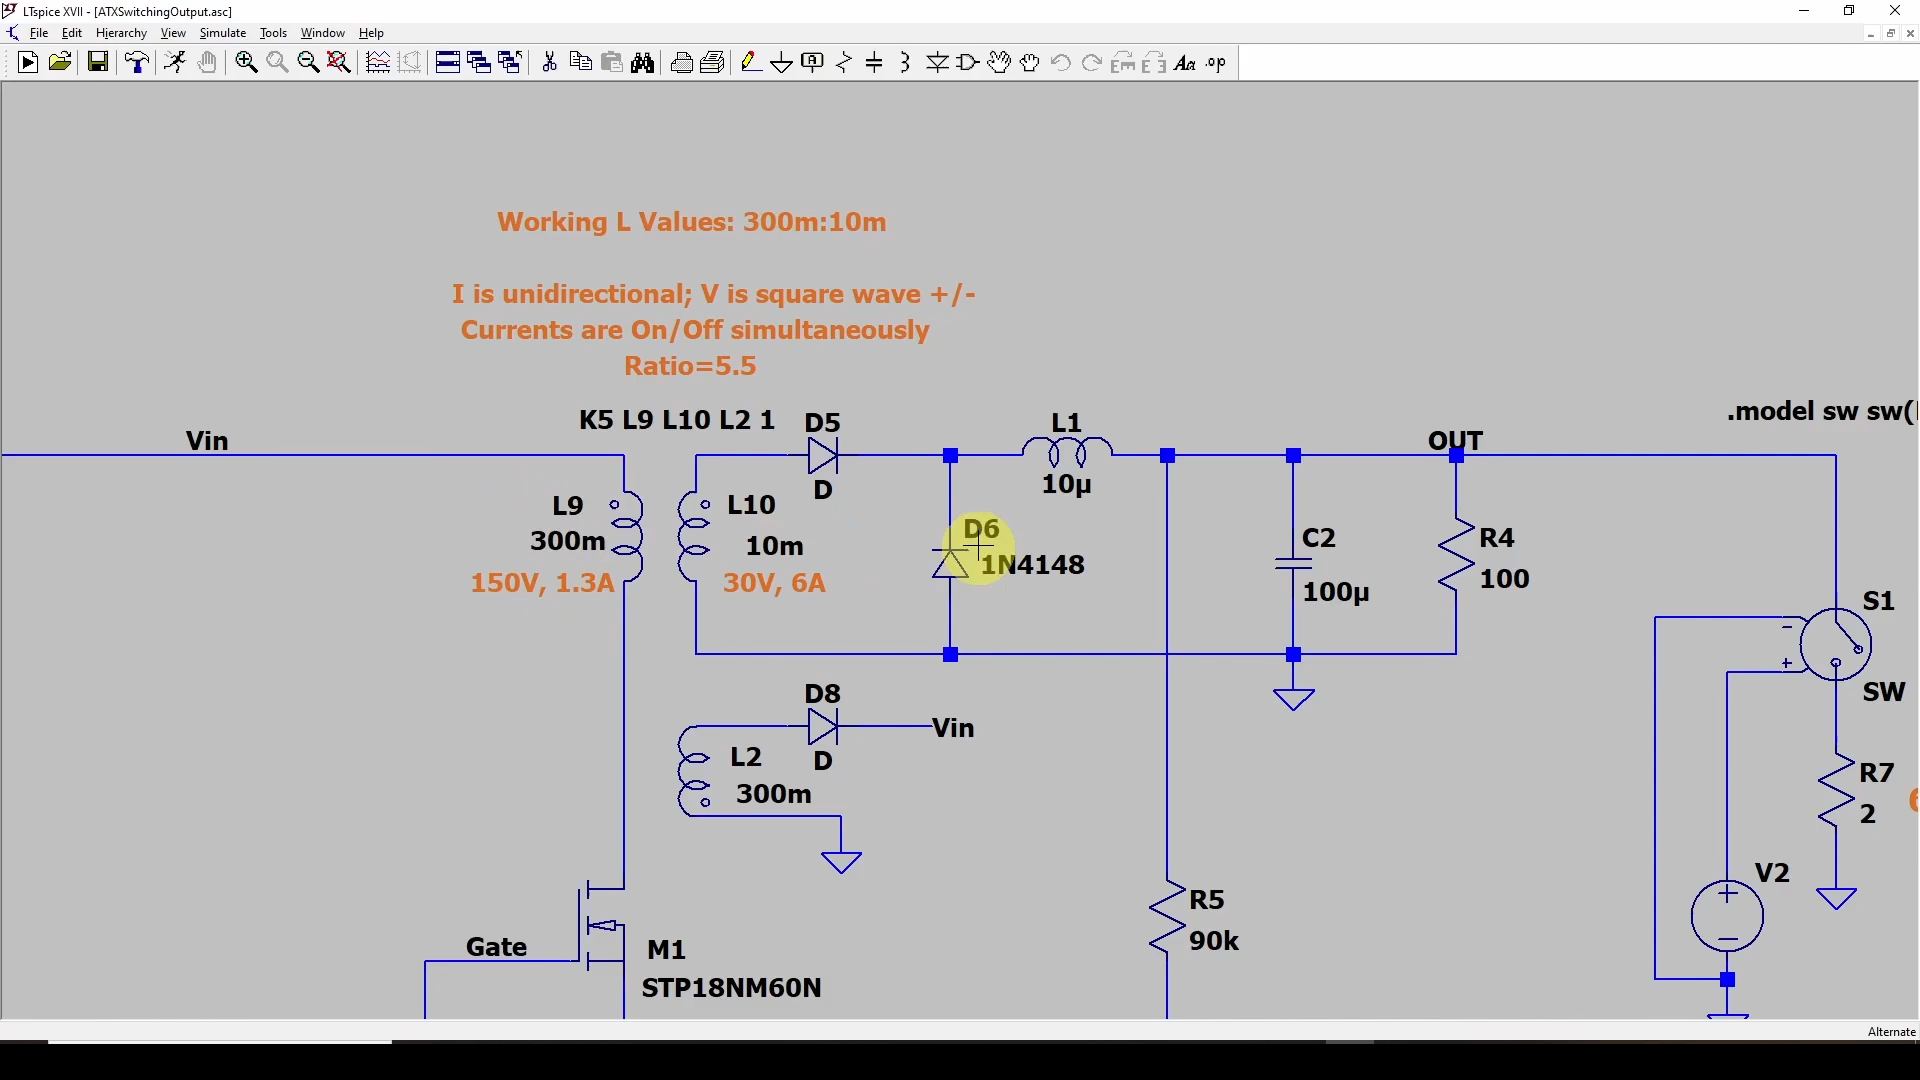 LTspice XVII - [ATXSwitchingOutput.asc]
File Edit Hierarchy View Simulate Tools Window Help
Aa .op
Working L Values: 300m:10m
I is unidirectional; V is square wave +/-
Currents are On/Off simultaneously
Ratio=5.5
.model sw sw(
K5 L9 L10 L2 1
D5
L1
Vin
OUT
D
10µ
L9
L10
300m
10m
150V, 1.3A
30V, 6A
D6
1N4148
C2
100µ
R4
100
S1
SW
D8
Vin
L2
D
300m
R7
2
V2
R5
90k
Gate
M1
STP18NM60N
Alternate